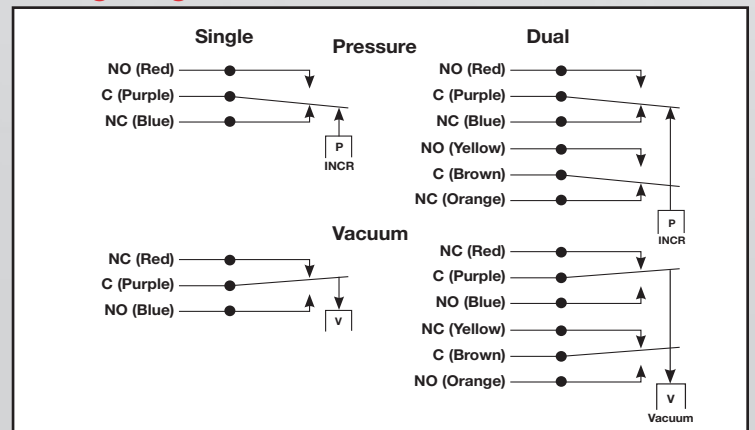 Single
Pressure
Dual
NO (Red)
C (Purple)
NC (Blue)
P
INCR
NO (Red)
C (Purple)
NC (Blue)
NO (Yellow)
C (Brown)
NC (Orange)
P
INCR
Vacuum
NC (Red)
C (Purple)
NO (Blue)
V
NC (Red)
C (Purple)
NO (Blue)
NC (Yellow)
C (Brown)
NO (Orange)
V
Vacuum